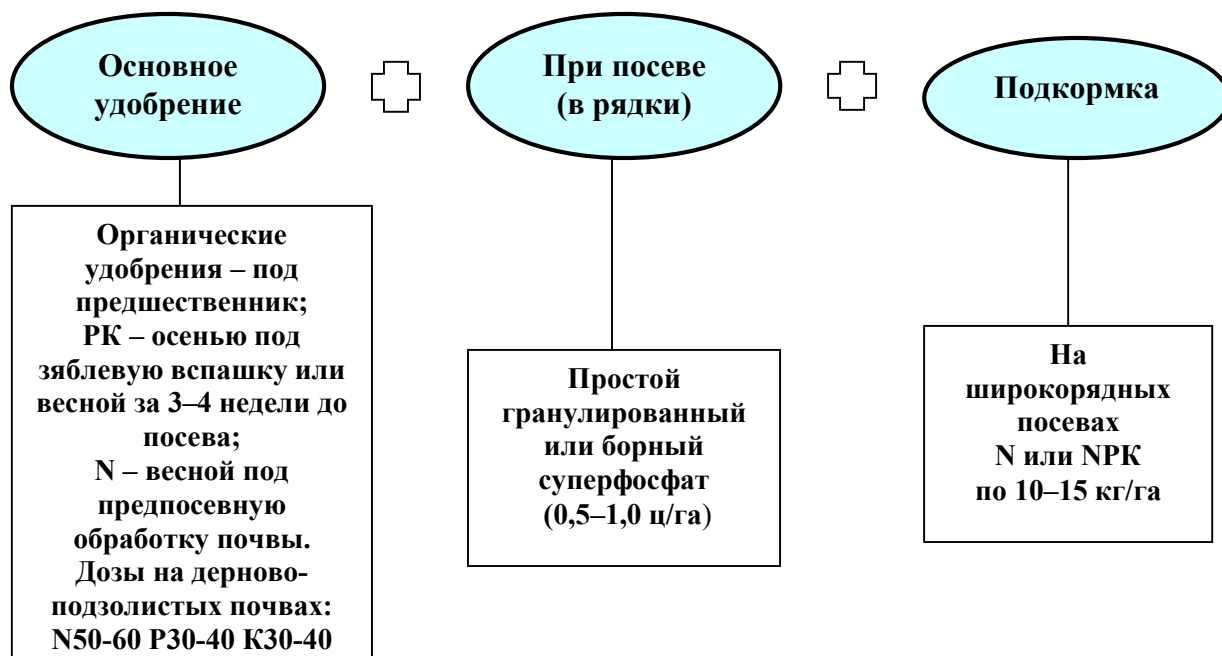 Основное
удобрение
При посеве
(в рядки)
Подкормка
Органические
удобрения – под
предшественник;
РК – осенью под
зяблевую вспашку или
весной за 3–4 недели до
посева;
N – весной под
предпосевную
обработку почвы.
Дозы на дерново-
подзолистых почвах:
N50-60 Р30-40 К30-40
Простой
гранулированный
или борный
суперфосфат
(0,5–1,0 ц/га)
На
широкорядных
посевах
N или NРК
по 10–15 кг/га